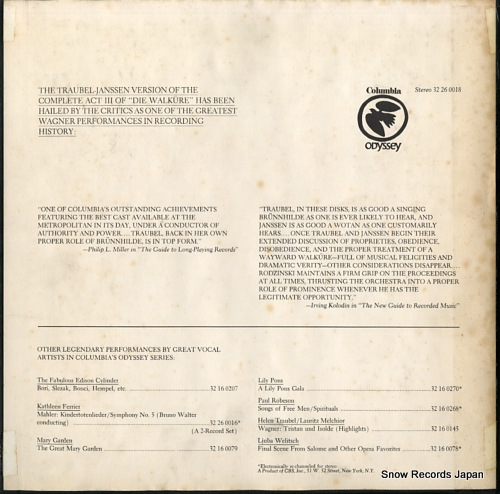 THE TRAUBEL-JANSSEN VERSION OF THE
COMPLETE ACT III OF "DIE WALKÜRE" HAS BEEN
HAILED BY THE CRITICS AS ONE OF THE GREATEST
WAGNER PERFORMANCES IN RECORDING
HISTORY:
Columbia
Stereo 32 26 0018
ODYSSEY
"ONE OF COLUMBIA'S OUTSTANDING ACHIEVEMENTS
FEATURING THE BEST CAST AVAILABLE AT THE
METROPOLITAN IN ITS DAY, UNDER A CONDUCTOR OF
AUTHORITY AND POWER. . . .TRAUBEL, BACK IN HER OWN
PROPER ROLE OF BRÜNNHILDE, IS IN TOP FORM."
—Philip L. Miller in "The Guide to Long-Playing Records"
"TRAUBEL, IN THESE DISKS, IS AS GOOD A SINGING
BRÜNNHILDE AS ONE IS EVER LIKELY TO HEAR, AND
JANSSEN IS AS GOOD A WOTAN AS ONE CUSTOMARILY
HEARS. . . .ONCE TRAUBEL AND JANSSEN BEGIN THEIR
EXTENDED DISCUSSION OF PROPRIETIES, OBEDIENCE,
DISOBEDIENCE, AND THE PROPER TREATMENT OF A
WAYWARD WALKÜRE—FULL OF MUSICAL FELICITIES AND
DRAMATIC VERITY—OTHER CONSIDERATIONS DISAPPEAR. . . .
RODZINSKI MAINTAINS A FIRM GRIP ON THE PROCEEDINGS
AT ALL TIMES, THRUSTING THE ORCHESTRA INTO A PROPER
ROLE OF PROMINENCE WHENEVER HE HAS THE
LEGITIMATE OPPORTUNITY."
—Irving Kolodin in "The New Guide to Recorded Music"
OTHER LEGENDARY PERFORMANCES BY GREAT VOCAL
ARTISTS IN COLUMBIA'S ODYSSEY SERIES:
The Fabulous Edison Cylinder
Bori, Slezak, Bonci, Hempel, etc. . . . . 32 16 0207
Kathleen Ferrier
Mahler: Kindertotenlieder/Symphony No. 5 (Bruno Walter
conducting) . . . . . 32 26 0016*
(A 2-Record Set)
Mary Garden
The Great Mary Garden . . . . . 32 16 0079
Lily Pons
A Lily Pons Gala . . . . . 32 16 0270*
Paul Robeson
Songs of Free Men/Spirituals . . . . . 32 16 0268*
Helen Traubel/Lauritz Melchior
Wagner: Tristan und Isolde (Highlights) . . . . . 32 16 0145
Ljuba Welitsch
Final Scene From Salome and Other Opera Favorites . . . . . 32 16 0078*
*Electronically re-channeled for stereo
A Product of CBS, Inc., 51 W. 52 Street, New York, N.Y.
Snow Records Japan